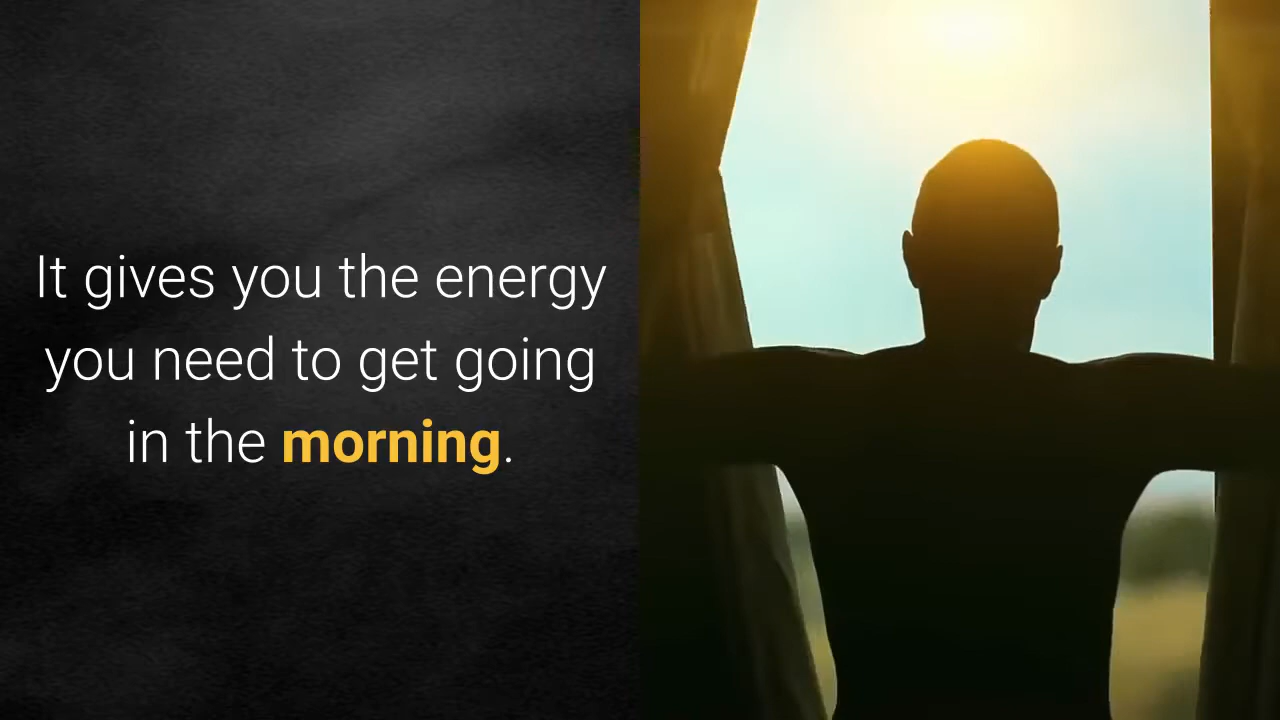 It gives you the energy
you need to get going
in the morning.